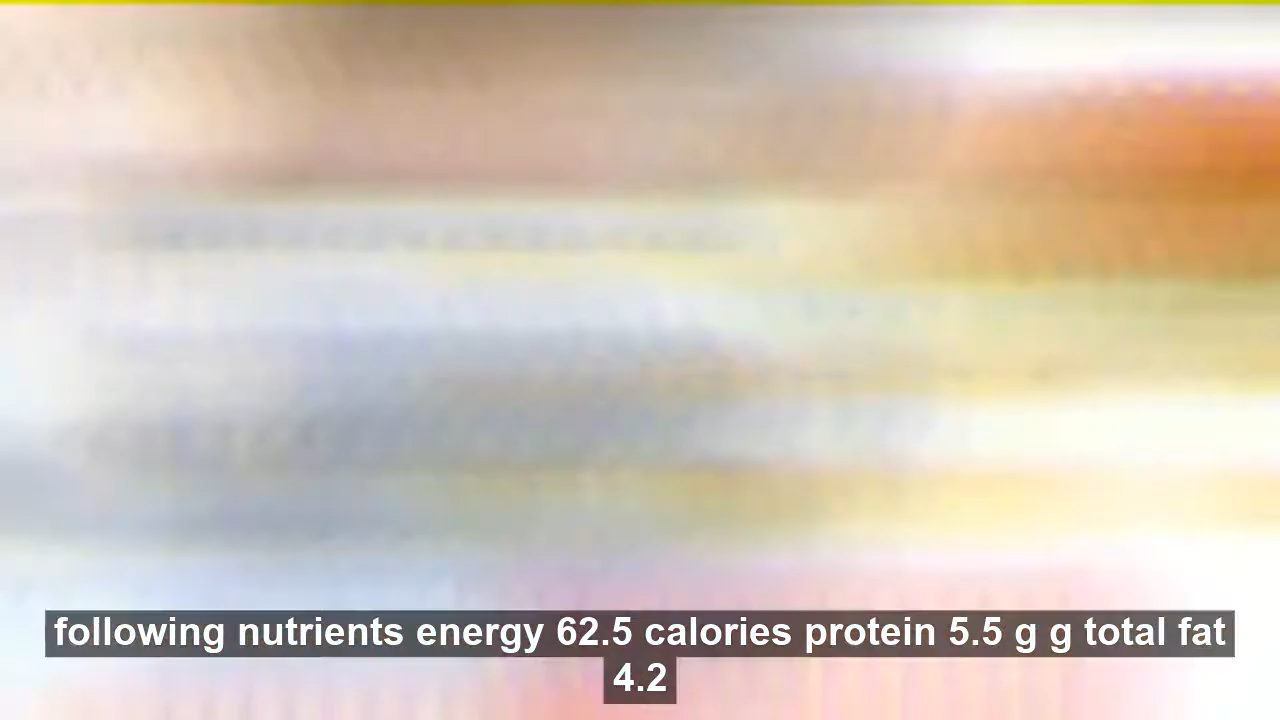 following nutrients energy 62.5 calories protein 5.5 g g total fat
4.2